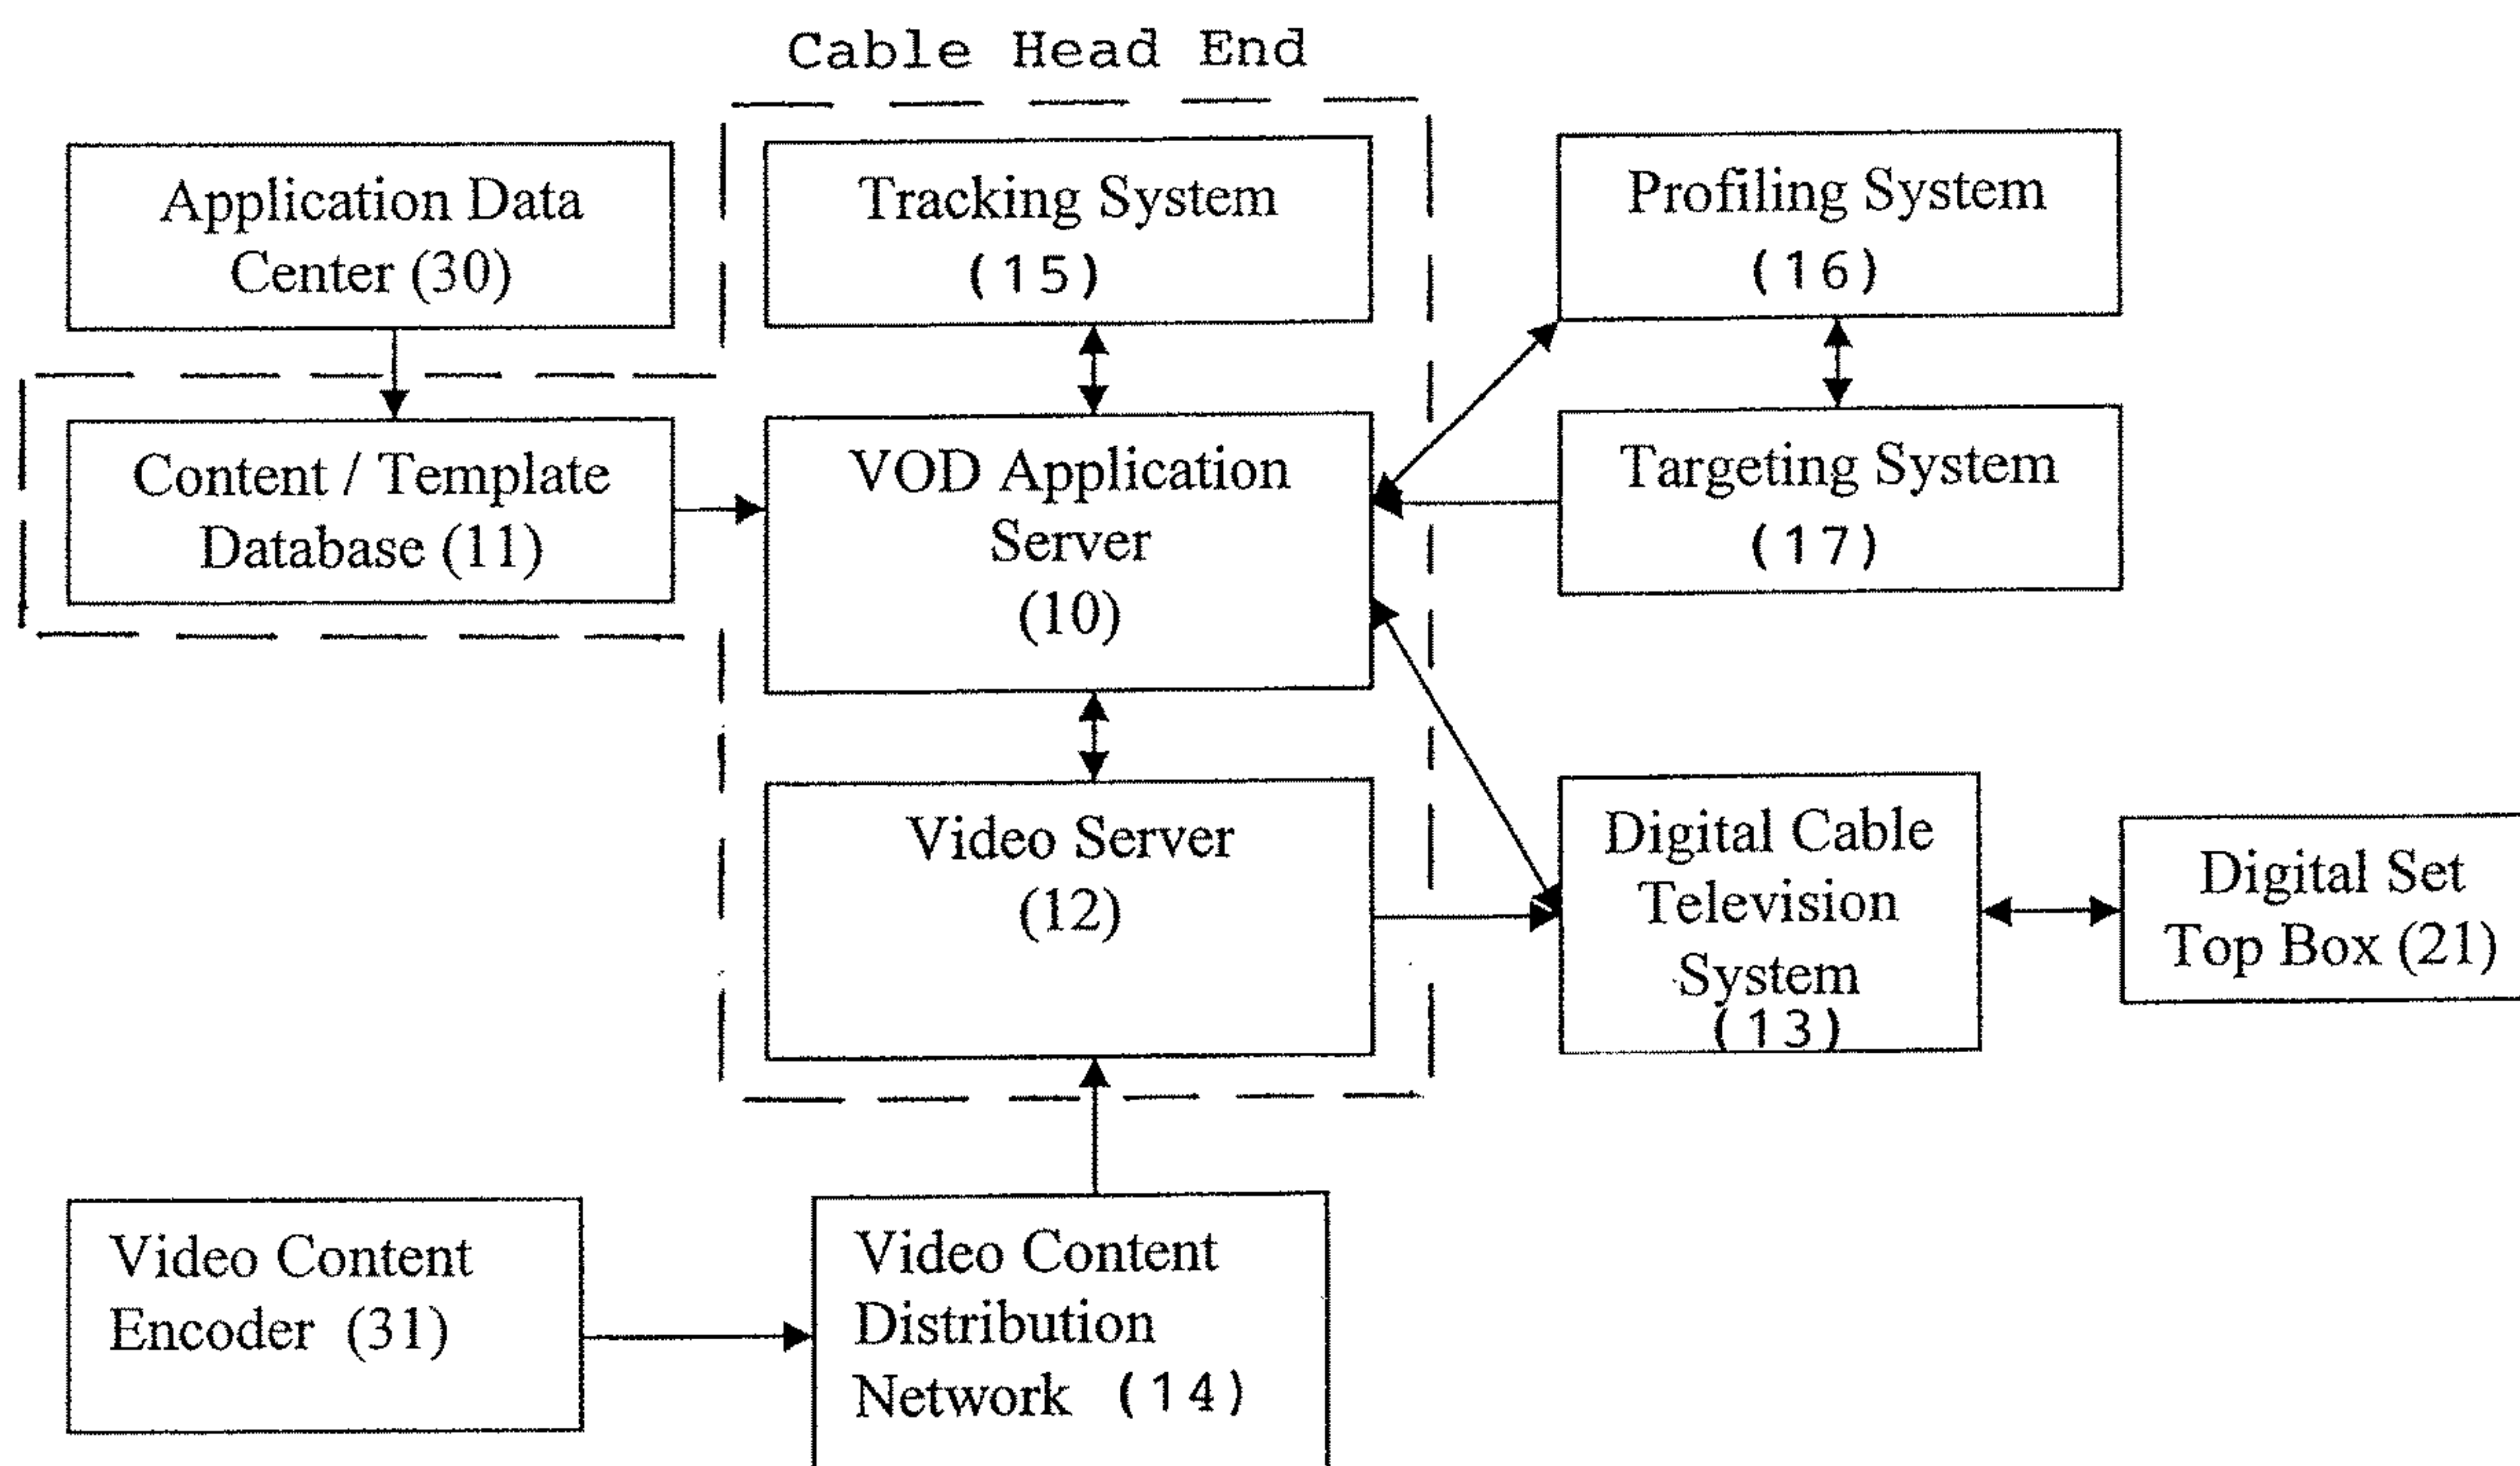 Cable Head End
Application Data
Center (30)
Tracking System
(15)
Profiling System
(16)
Content / Template
Database (11)
VOD Application
Server
(10)
Targeting System
(17)
Video Server
(12)
Digital Cable
Television
System
(13)
Digital Set
Top Box (21)
Video Content
Encoder (31)
Video Content
Distribution
Network (14)